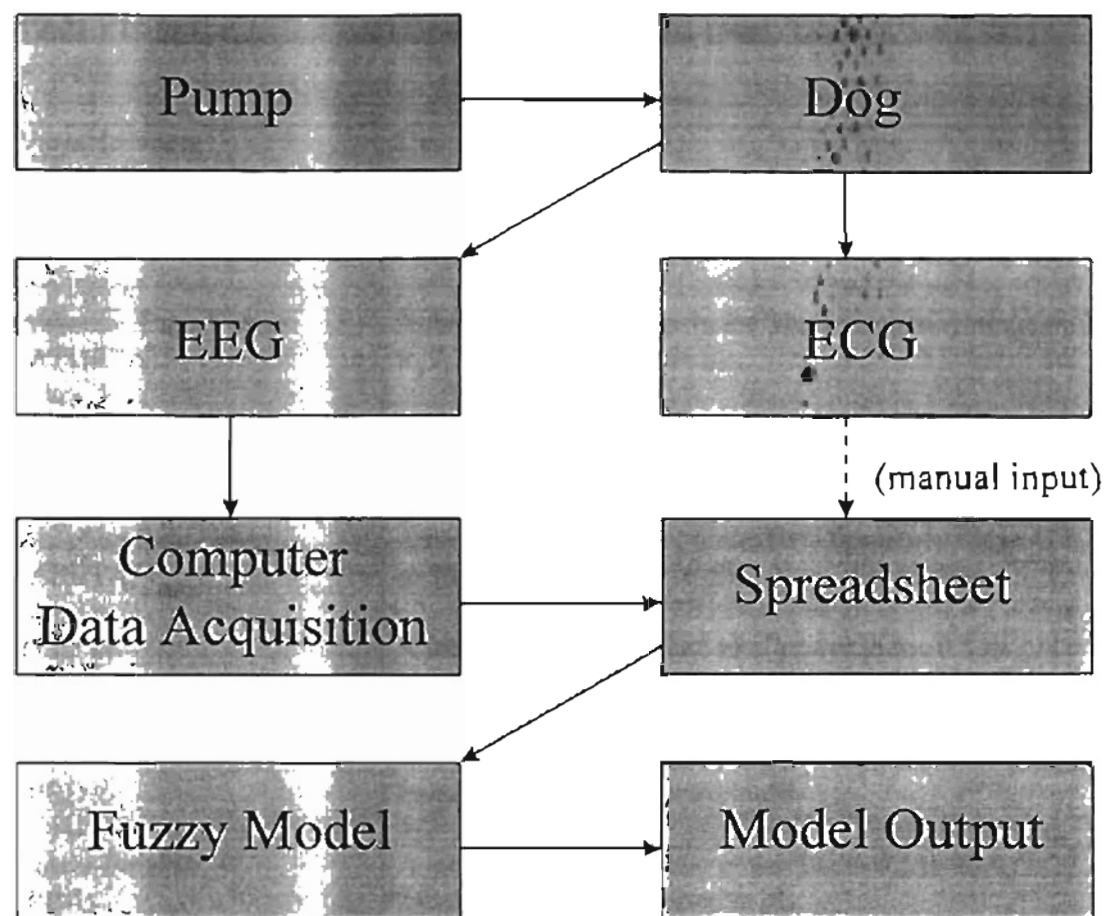 Pump
Dog
EEG
ECG
(manual input)
Computer
Data Acquisition
Spreadsheet
Fuzzy Model
Model Output